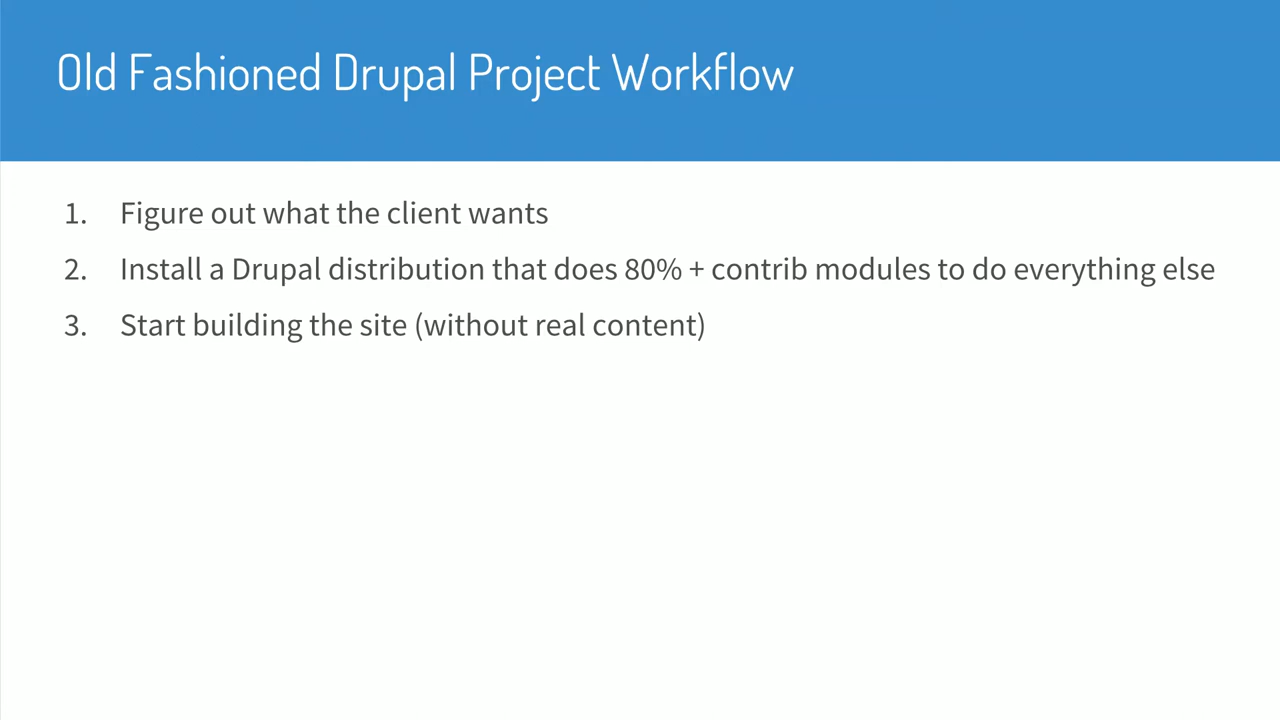 Old Fashioned Drupal Project Workflow
1. Figure out what the client wants
2. Install a Drupal distribution that does 80% + contrib modules to do everything else
3. Start building the site (without real content)